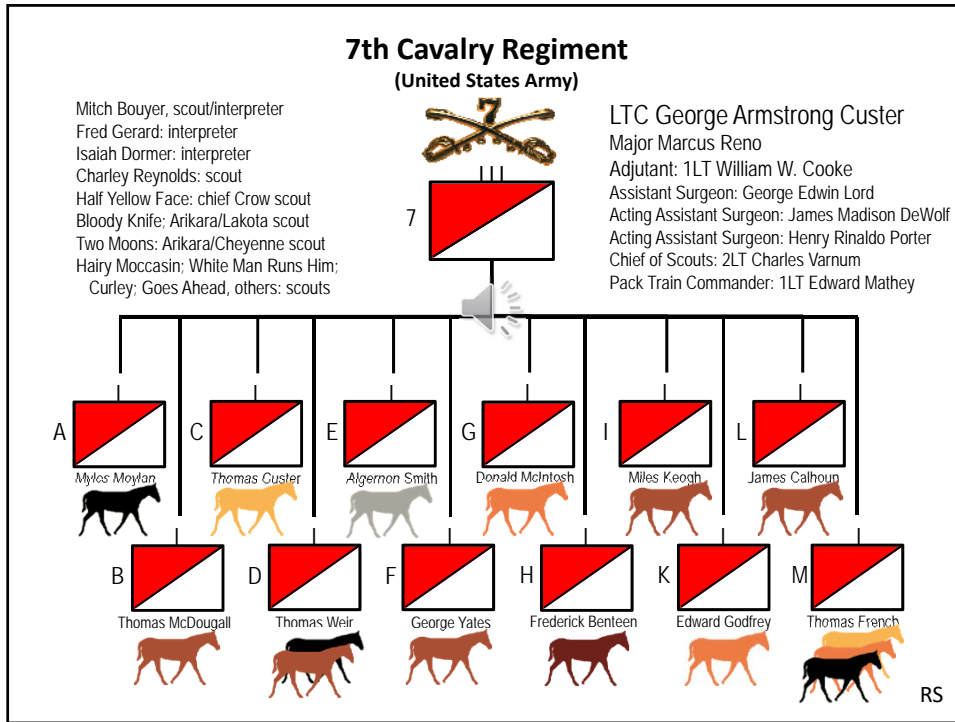 7th Cavalry Regiment
(United States Army)
Mitch Bouyer, scout/interpreter
Fred Gerard: interpreter
Isaiah Dormer: interpreter
Charley Reynolds: scout
Half Yellow Face: chief Crow scout
Bloody Knife; Arikara/Lakota scout
Two Moons: Arikara/Cheyenne scout
Hairy Moccasin; White Man Runs Him;
Curley; Goes Ahead, others: scouts
7
LTC George Armstrong Custer
Major Marcus Reno
Adjutant: 1LT William W. Cooke
Assistant Surgeon: George Edwin Lord
Acting Assistant Surgeon: James Madison DeWolf
Acting Assistant Surgeon: Henry Rinaldo Porter
Chief of Scouts: 2LT Charles Varnum
Pack Train Commander: 1LT Edward Mathey
7
A
Myles Moylan
C
Thomas Custer
E
Algernon Smith
G
Donald McIntosh
I
Miles Keogh
L
James Calhoun
B
Thomas McDougall
D
Thomas Weir
F
George Yates
H
Frederick Benteen
K
Edward Godfrey
M
Thomas French
RS